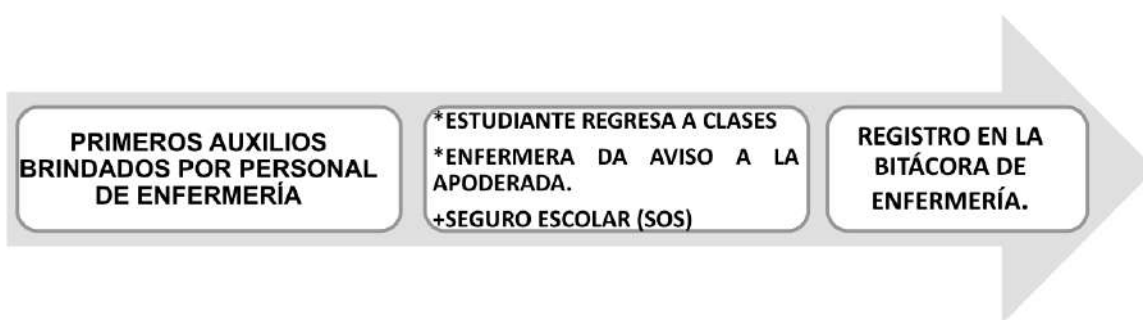 PRIMEROS AUXILIOS
BRINDADOS POR PERSONAL
DE ENFERMERÍA
*ESTUDIANTE REGRESA A CLASES
*ENFERMERA DA AVISO A LA
APODERADA.
+SEGURO ESCOLAR (SOS)
REGISTRO EN LA
BITÁCORA DE
ENFERMERÍA.